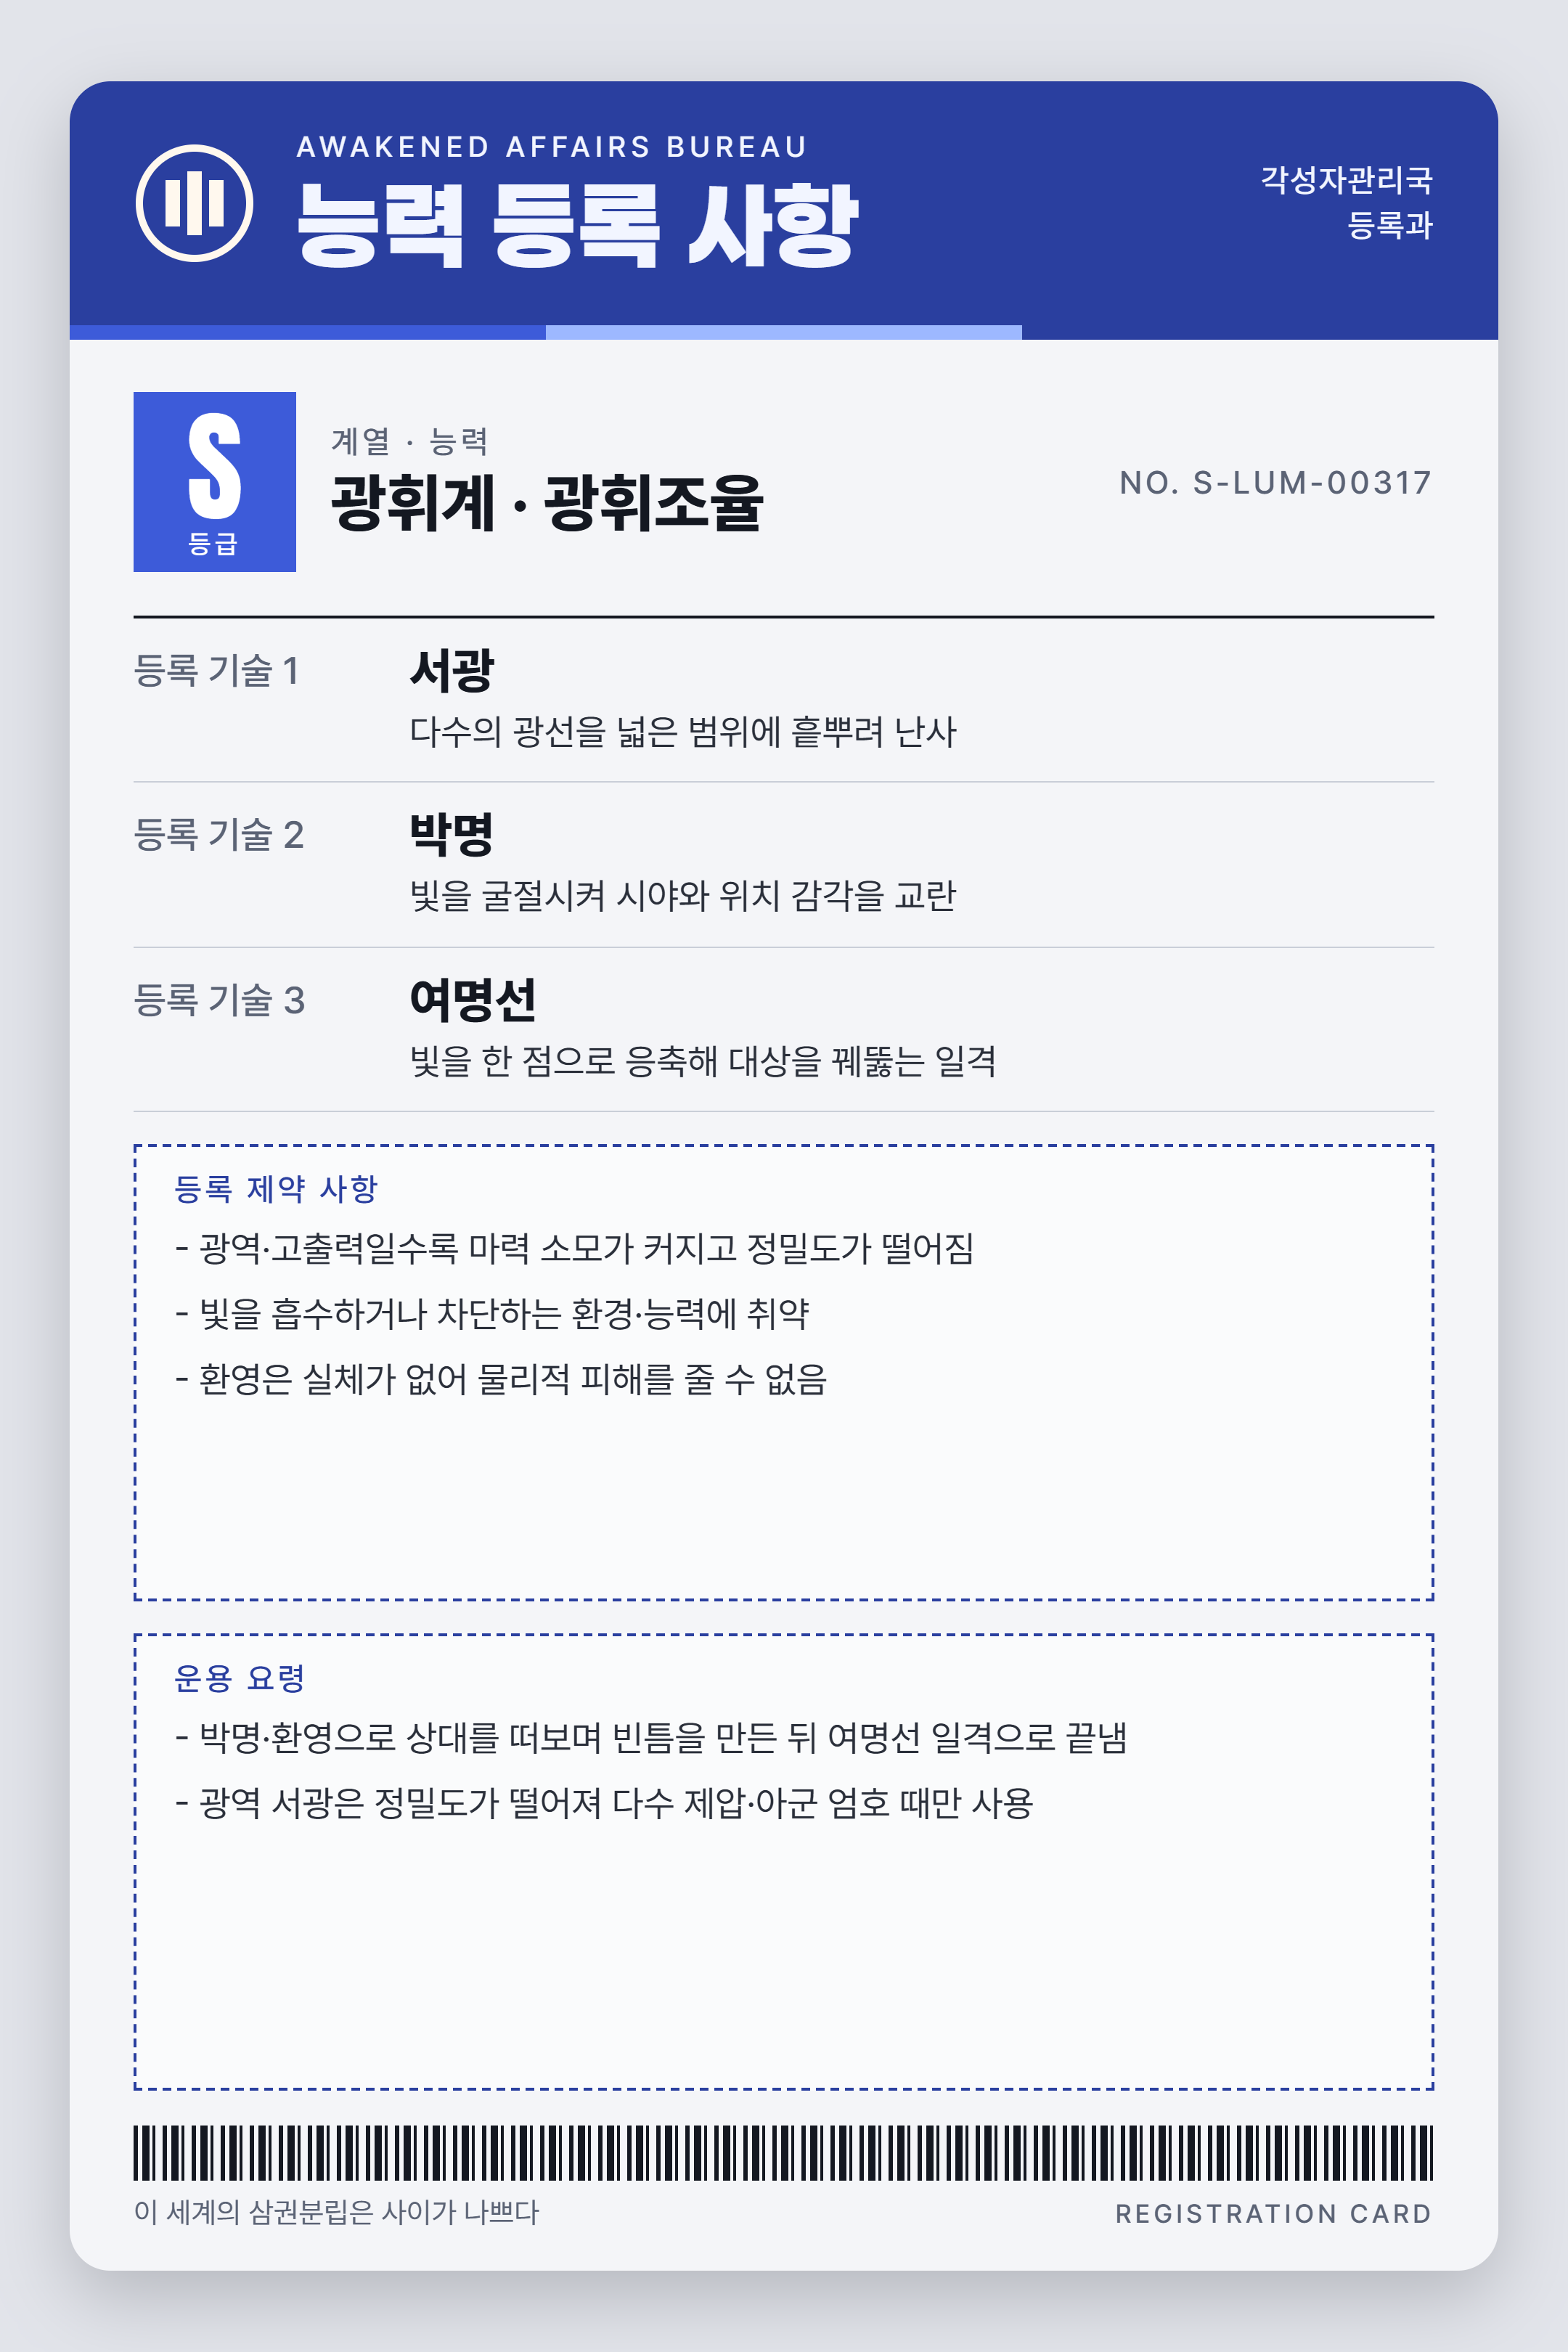 AWAKENED AFFAIRS BUREAU
능력 등록 사항
각성자관리국
등록과
S
등급
계열 · 능력
광휘계 · 광휘조율
NO. S-LUM-00317
등록 기술 1
서광
다수의 광선을 넓은 범위에 흩뿌려 난사
등록 기술 2
박명
빛을 굴절시켜 시야와 위치 감각을 교란
등록 기술 3
여명선
빛을 한 점으로 응축해 대상을 꿰뚫는 일격
등록 제약 사항
- 광역·고출력일수록 마력 소모가 커지고 정밀도가 떨어짐
- 빛을 흡수하거나 차단하는 환경·능력에 취약
- 환영은 실체가 없어 물리적 피해를 줄 수 없음
운용 요령
- 박명·환영으로 상대를 떠보며 빈틈을 만든 뒤 여명선 일격으로 끝냄
- 광역 서광은 정밀도가 떨어져 다수 제압·아군 엄호 때만 사용
이 세계의 삼권분립은 사이가 나쁘다
REGISTRATION CARD